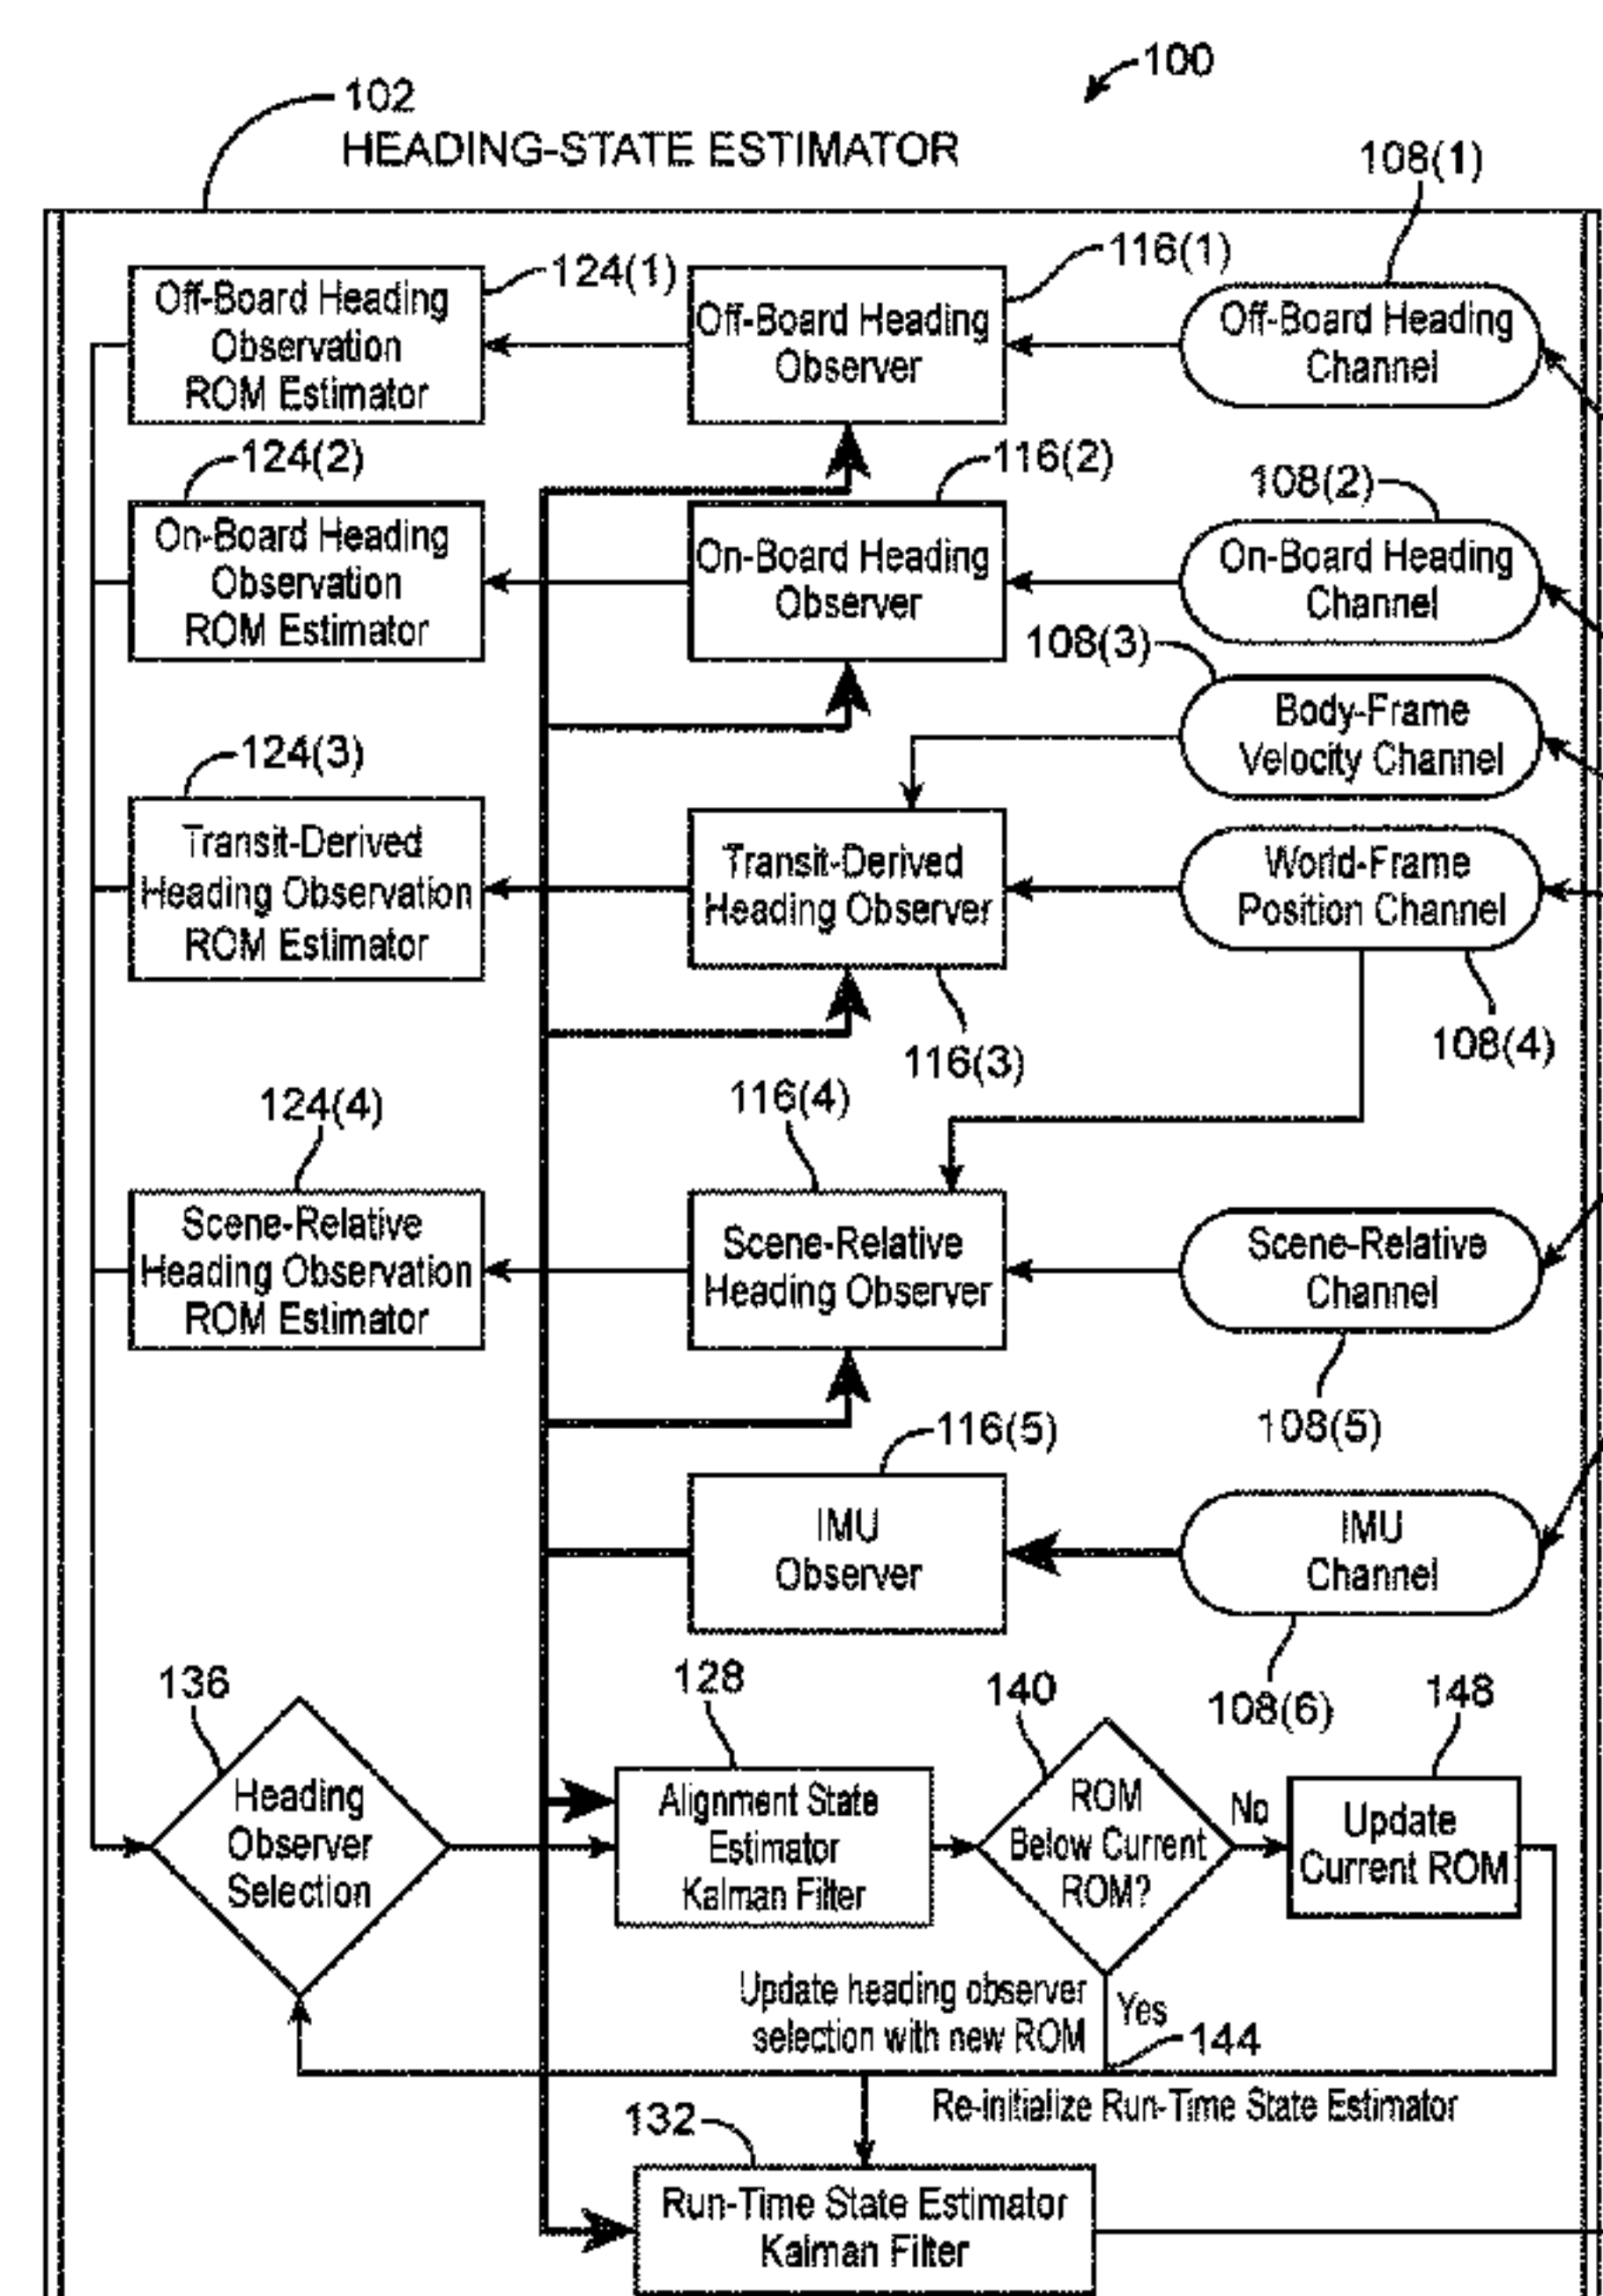 100
102
HEADING-STATE ESTIMATOR
108(1)
124(1)
116(1)
Off-Board Heading
Observation
ROM Estimator
Off-Board Heading
Observer
Off-Board Heading
Channel
124(2)
116(2)
108(2)
On-Board Heading
Observation
ROM Estimator
On-Board Heading
Observer
On-Board Heading
Channel
108(3)
Body-Frame
Velocity Channel
124(3)
Transit-Derived
Heading Observation
ROM Estimator
Transit-Derived
Heading Observer
World-Frame
Position Channel
116(3)
108(4)
124(4)
116(4)
Scene-Relative
Heading Observation
ROM Estimator
Scene-Relative
Heading Observer
Scene-Relative
Channel
108(5)
116(5)
IMU
Observer
IMU
Channel
108(6)
136
128
140
148
Heading
Observer
Selection
Alignment State
Estimator
Kalman Filter
ROM
Below Current
ROM?
No
Update
Current ROM
Update heading observer
selection with new ROM
Yes
144
Re-initialize Run-Time State Estimator
132
Run-Time State Estimator
Kalman Filter